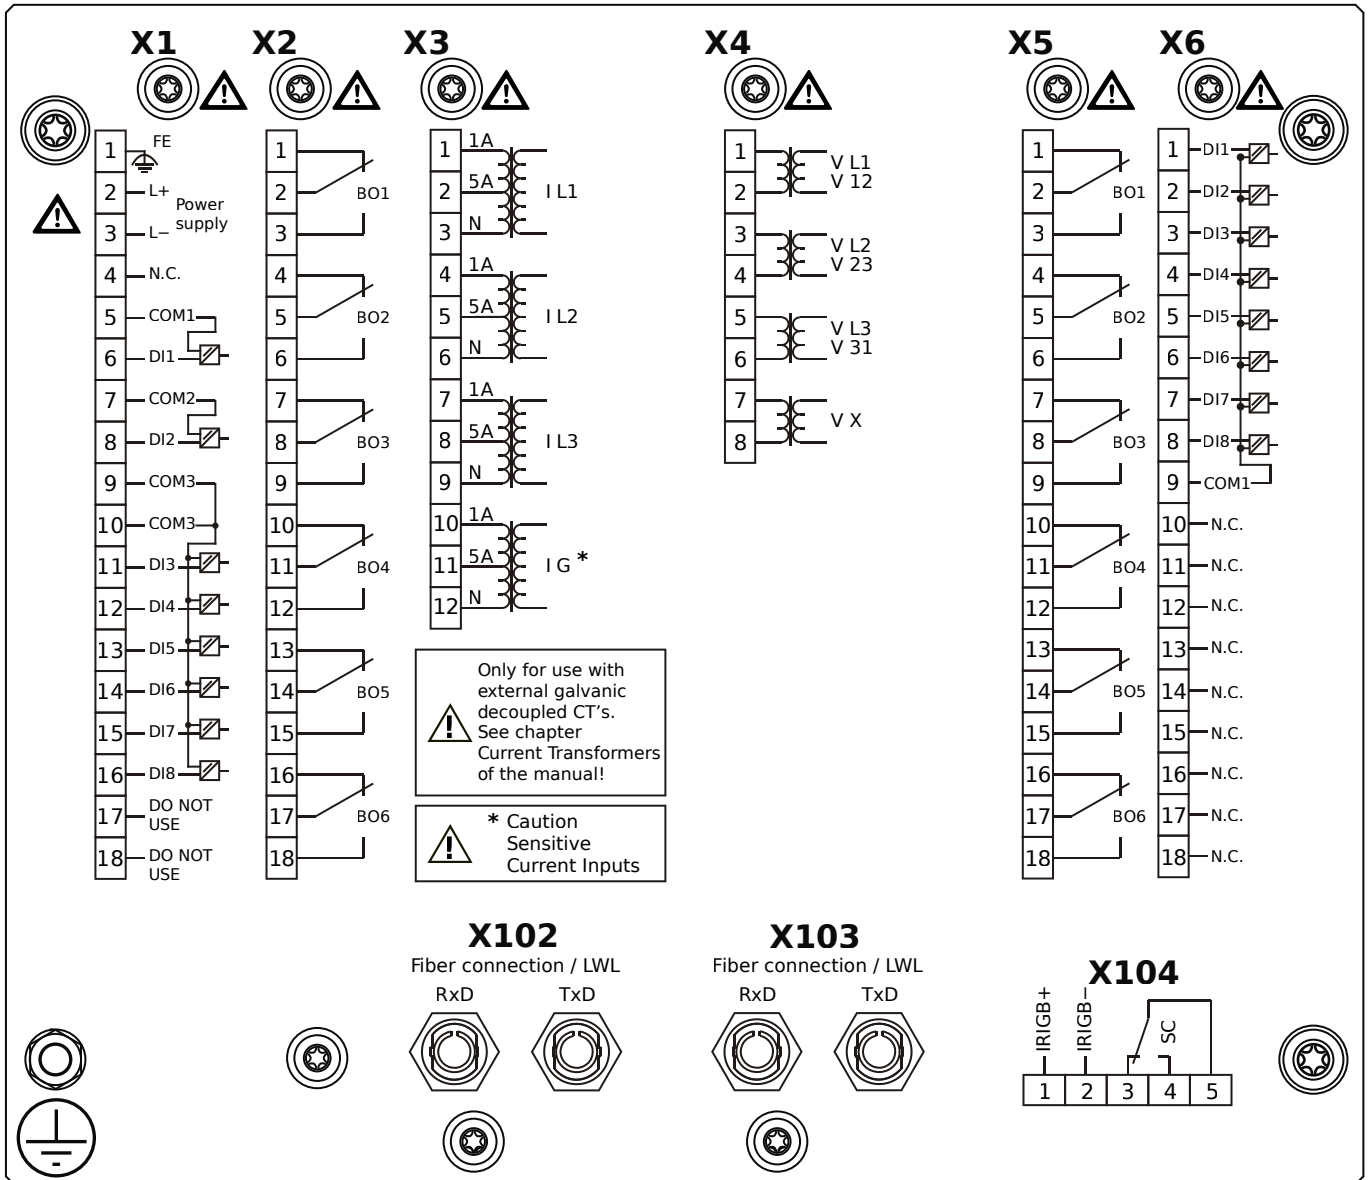 X1
X2
X3
X4
X5
X6
1 FE
2 L+
Power
supply
3 L−
4 N.C.
5 COM1
6 DI1
7 COM2
8 DI2
9 COM3
10 COM3
11 DI3
12 DI4
13 DI5
14 DI6
15 DI7
16 DI8
17 DO NOT
USE
18 DO NOT
USE
1
2 BO1
3
4
5 BO2
6
7
8 BO3
9
10
11 BO4
12
13
14 BO5
15
16
17 BO6
18
1 1A
2 5A I L1
3 N
4 1A
5 5A I L2
6 N
7 1A
8 5A I L3
9 N
10 1A
11 5A I G *
12 N
Only for use with
external galvanic
decoupled CT's.
See chapter
Current Transformers
of the manual!
* Caution
Sensitive
Current Inputs
1 V L1
2 V 12
3 V L2
4 V 23
5 V L3
6 V 31
7 V X
8
1
2 BO1
3
4
5 BO2
6
7
8 BO3
9
10
11 BO4
12
13
14 BO5
15
16
17 BO6
18
1 DI1
2 DI2
3 DI3
4 DI4
5 DI5
6 DI6
7 DI7
8 DI8
9 COM1
10 N.C.
11 N.C.
12 N.C.
13 N.C.
14 N.C.
15 N.C.
16 N.C.
17 N.C.
18 N.C.
X102
Fiber connection / LWL
RxD TxD
X103
Fiber connection / LWL
RxD TxD
X104
IRIGB+
IRIGB−
SC
1 2 3 4 5